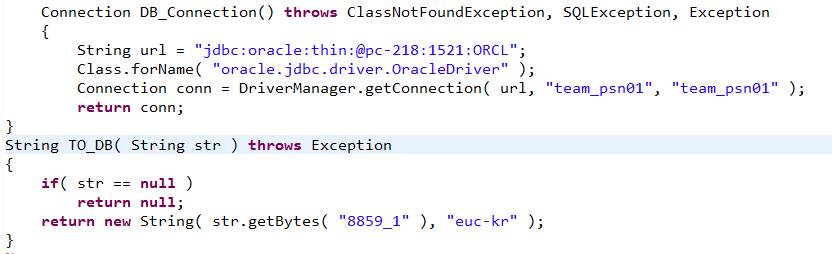 Connection DB_Connection() throws ClassNotFoundException, SQLException, Exception
{
String url = "jdbc:oracle:thin:@pc-218:1521:ORCL";
Class.forName( "oracle.jdbc.driver.OracleDriver" );
Connection conn = DriverManager.getConnection( url, "team_psn01", "team_psn01" );
return conn;
}
String TO_DB( String str ) throws Exception
{
if( str == null )
return null;
return new String( str.getBytes( "8859_1" ), "euc-kr" );
}